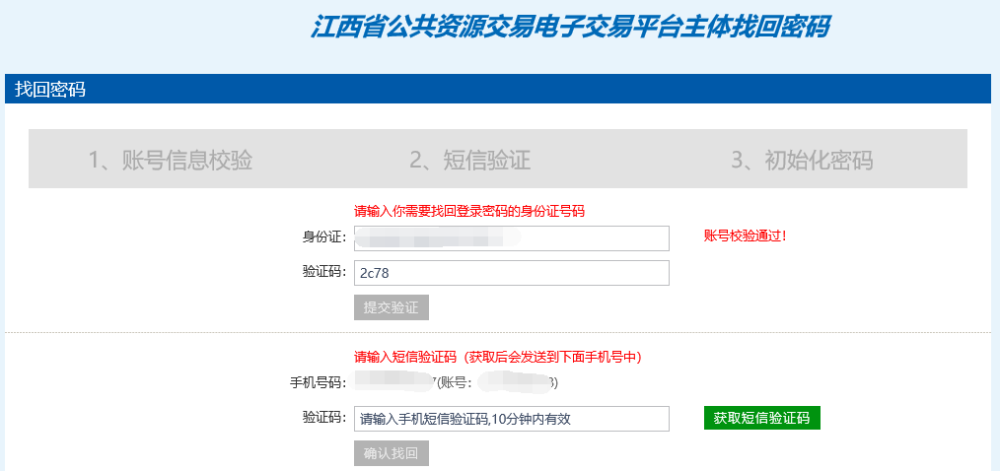 江西省公共资源交易电子交易平台主体找回密码
找回密码
1、账号信息校验 2、短信验证 3、初始化密码
请输入你需要找回登录密码的身份证号码
身份证： 账号校验通过！
验证码： 2c78
提交验证
请输入短信验证码（获取后会发送到下面手机号中）
手机号码： 7(账号： 3)
验证码： 请输入手机短信验证码,10分钟内有效 获取短信验证码
确认找回